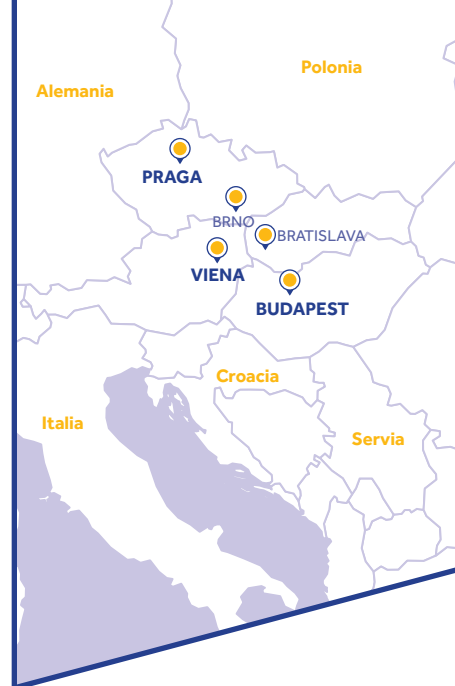 Polonia
Alemania
PRAGA
BRNO
BRATISLAVA
VIENA
BUDAPEST
Croacia
Italia
Servia